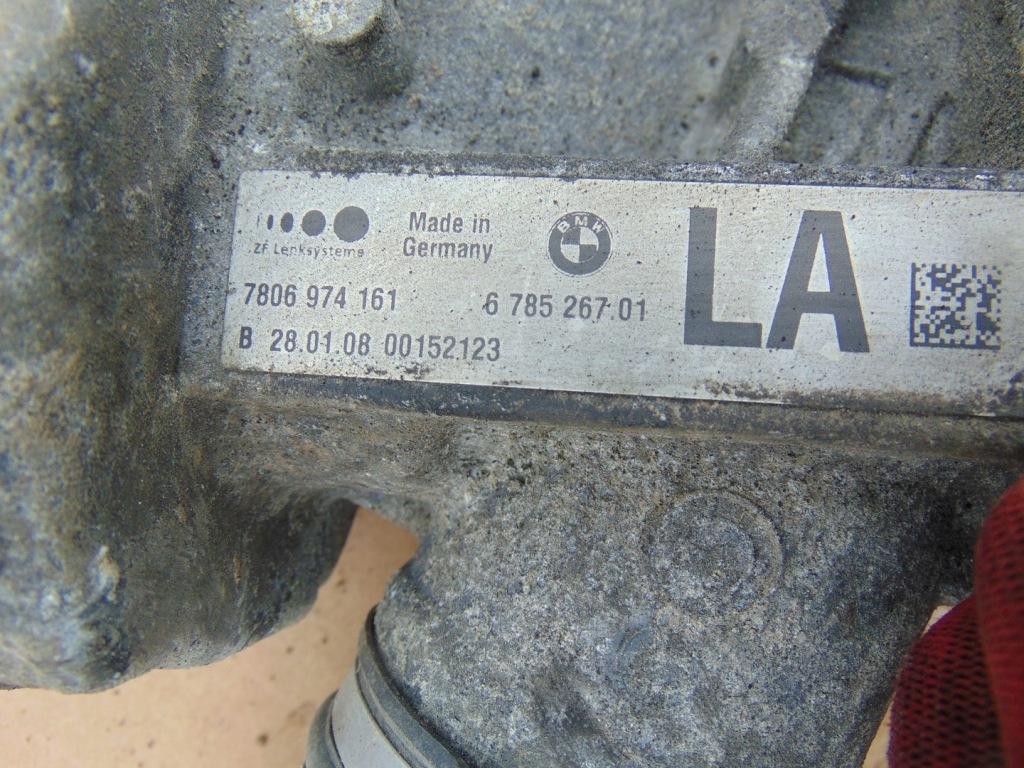 ZF Lenksysteme
Made in
Germany
BMW
LA
7806 974 161
6 785 267 01
B 28.01.08 00152123